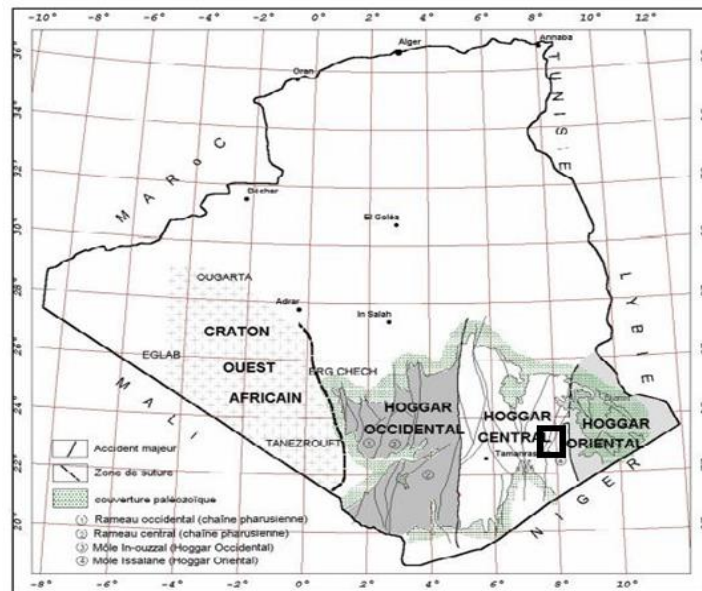 36° 34° 32° 30° 28° 26° 24° 22° 20°
Alger
Annaba
Oran
TUNISIE
MAROC
Béchar
El Goléa
OUGARTA
Adrar
In Salah
LYBIE
CRATON
OUEST
AFRICAIN
EGLAB
ERG CHECH
MALI
HOGGAR
OCCIDENTAL
HOGGAR
CENTRAL
HOGGAR
ORIENTAL
TANEZROUFT
NIGER
Accident majeur
Zone de suture
couverture paléozoïque
① Rameau occidental (chaîne pharusienne)
② Rameau central (chaîne pharusienne)
③ Môle In-ouzzal (Hoggar Occidental)
④ Môle Issalane (Hoggar Oriental)
-8° -6° -4° -2° 0° 2° 4° 6° 8° 10°
-10° -8° -6° -4° -2° 0° 2° 4° 6° 8° 10° 12°